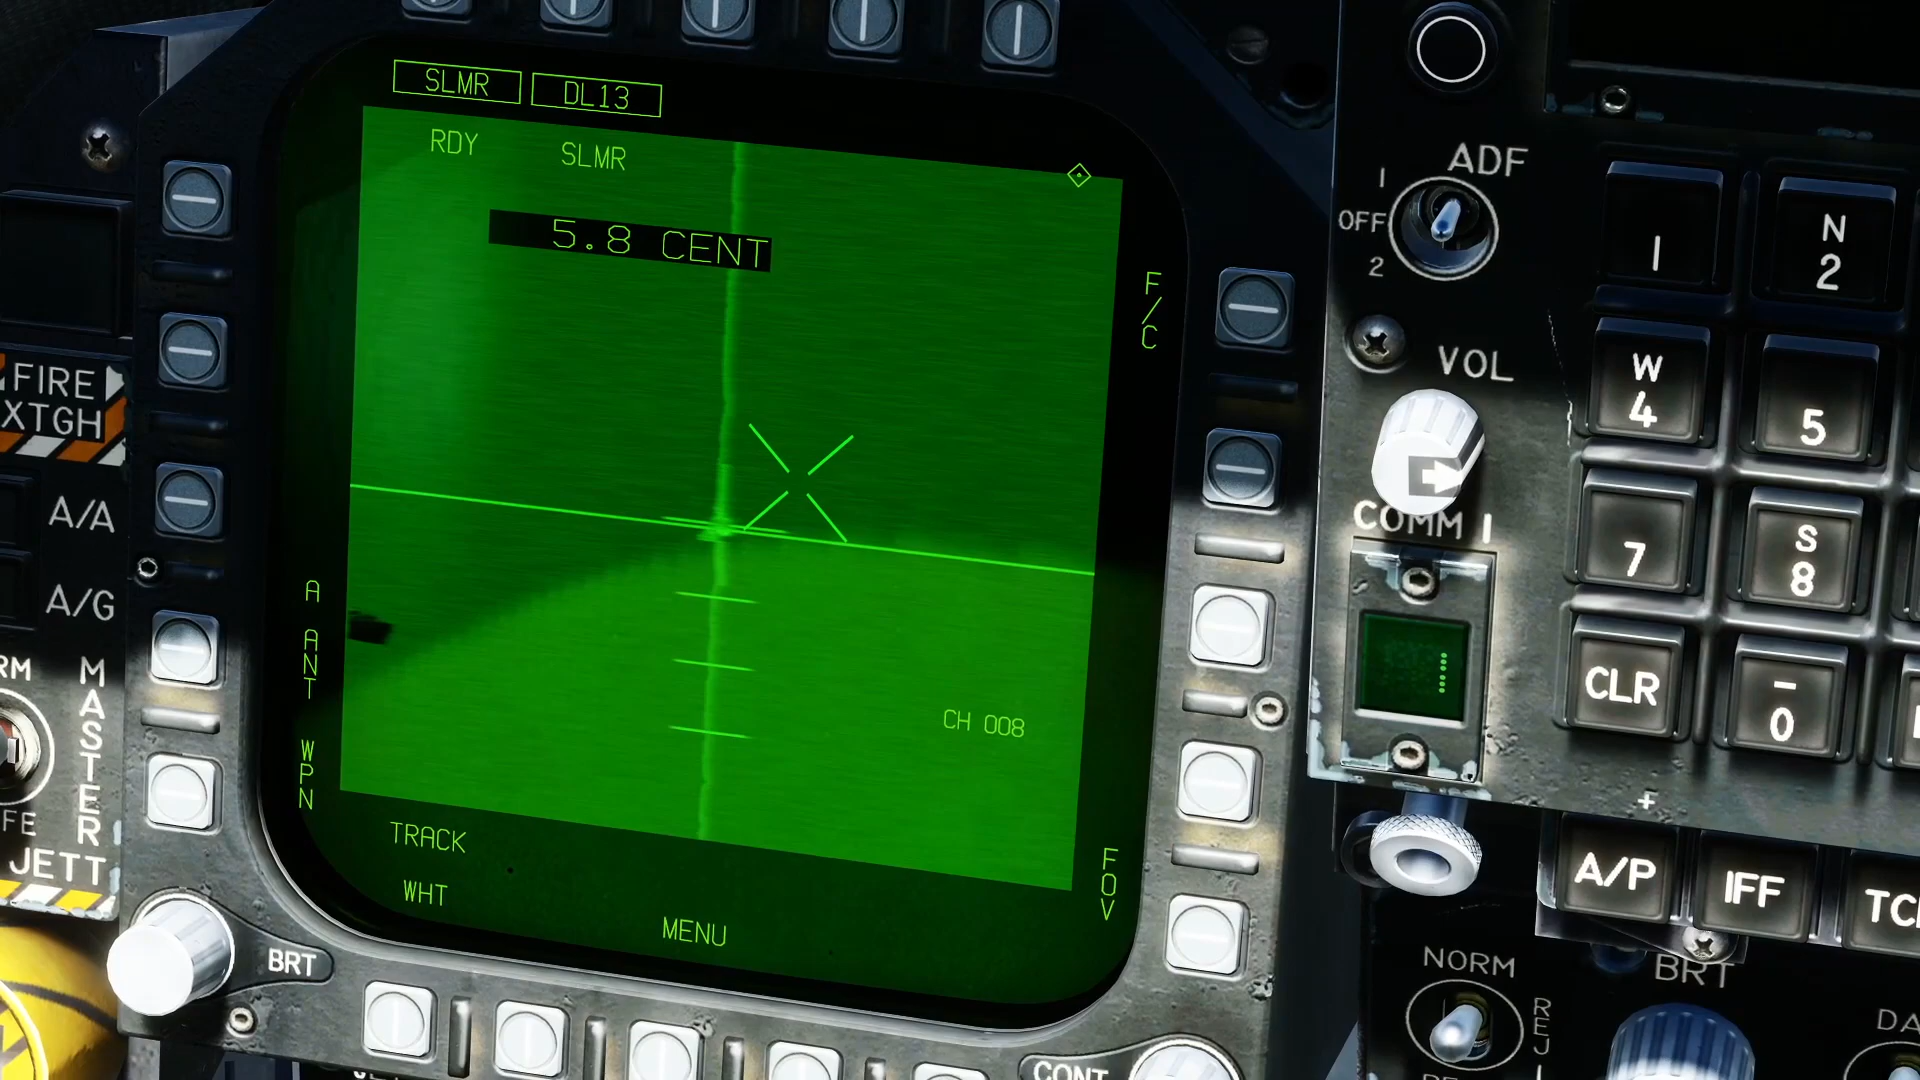 SLMR DL13
RDY SLMR
5.8 CENT
F/C
A
ANT
WPN
CH 008
TRACK
WHT
MENU
FOV
BRT
CONT
FIRE
XTGH
A/A
A/G
MASTER
RM
FE
JETT
ADF
1
OFF
2
VOL
COMM 1
1
N
2
W
4
5
7
S
8
CLR
–
0
+
A/P
IFF
TC
NORM
BRT
REJ
DA